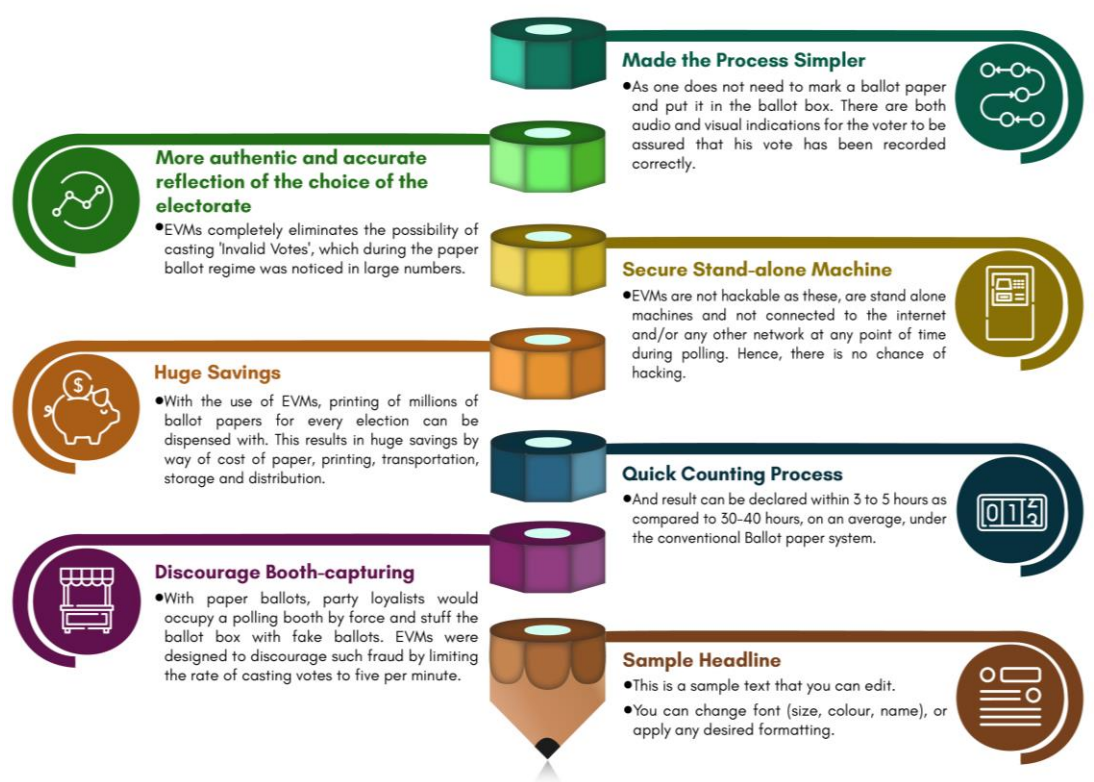 Made the Process Simpler
●As one does not need to mark a ballot paper
and put it in the ballot box. There are both
audio and visual indications for the voter to be
assured that his vote has been recorded
correctly.
More authentic and accurate
reflection of the choice of the
electorate
●EVMs completely eliminates the possibility of
casting 'Invalid Votes', which during the paper
ballot regime was noticed in large numbers.
Secure Stand-alone Machine
●EVMs are not hackable as these, are stand alone
machines and not connected to the internet
and/or any other network at any point of time
during polling. Hence, there is no chance of
hacking.
Huge Savings
●With the use of EVMs, printing of millions of
ballot papers for every election can be
dispensed with. This results in huge savings by
way of cost of paper, printing, transportation,
storage and distribution.
Quick Counting Process
●And result can be declared within 3 to 5 hours as
compared to 30-40 hours, on an average, under
the conventional Ballot paper system.
Discourage Booth-capturing
●With paper ballots, party loyalists would
occupy a polling booth by force and stuff the
ballot box with fake ballots. EVMs were
designed to discourage such fraud by limiting
the rate of casting votes to five per minute.
Sample Headline
●This is a sample text that you can edit.
●You can change font (size, colour, name), or
apply any desired formatting.